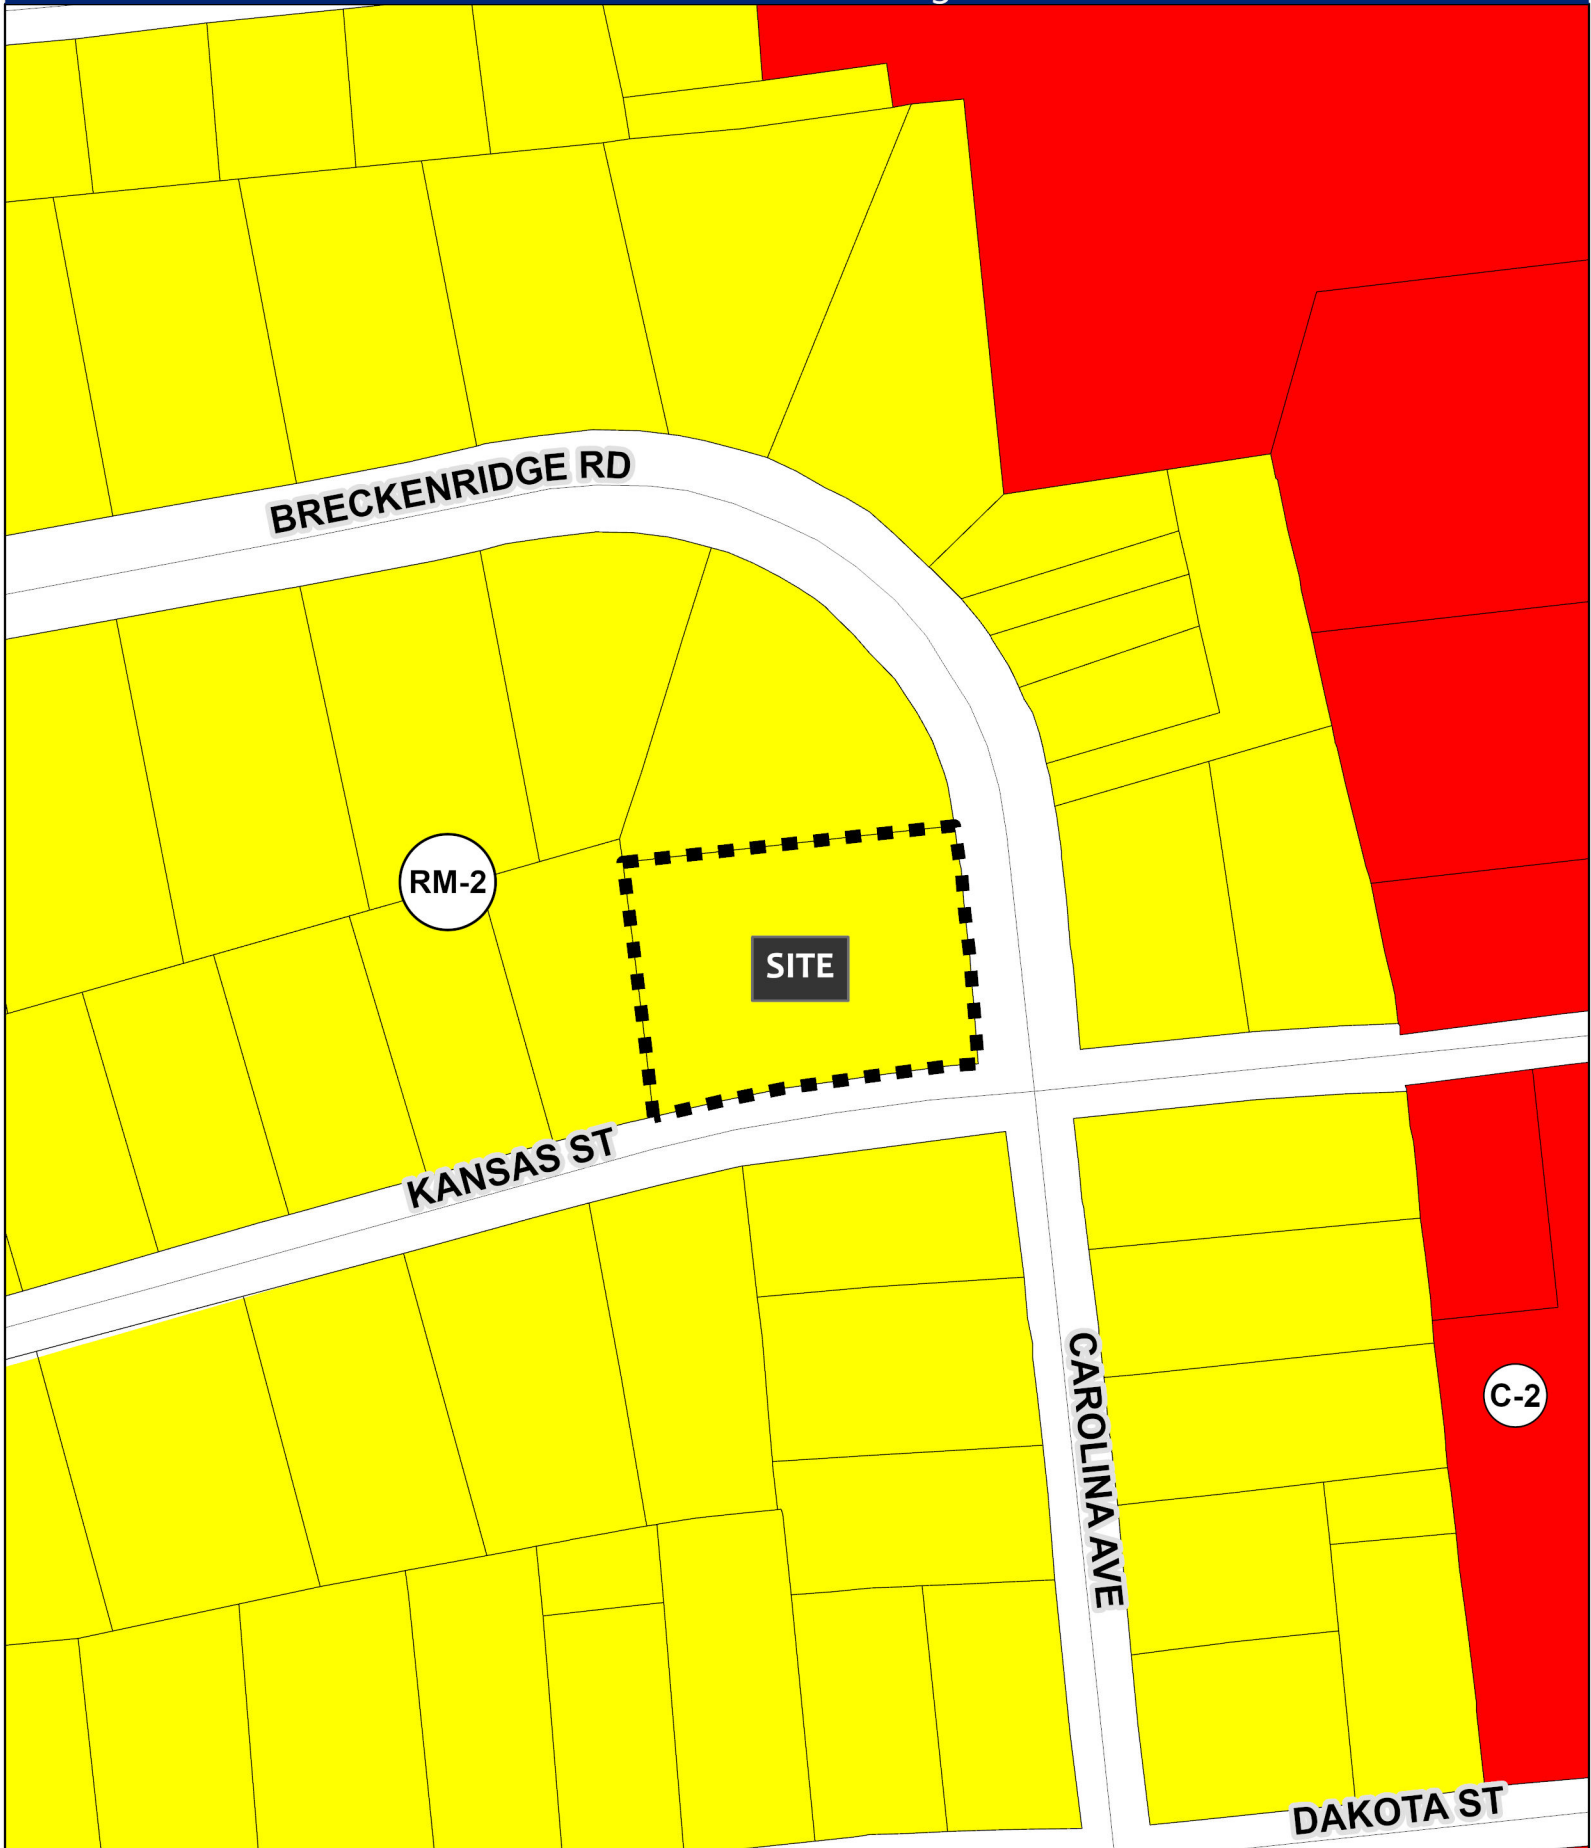 BRECKENRIDGE RD
RM-2
SITE
KANSAS ST
CAROLINA AVE
C-2
DAKOTA ST